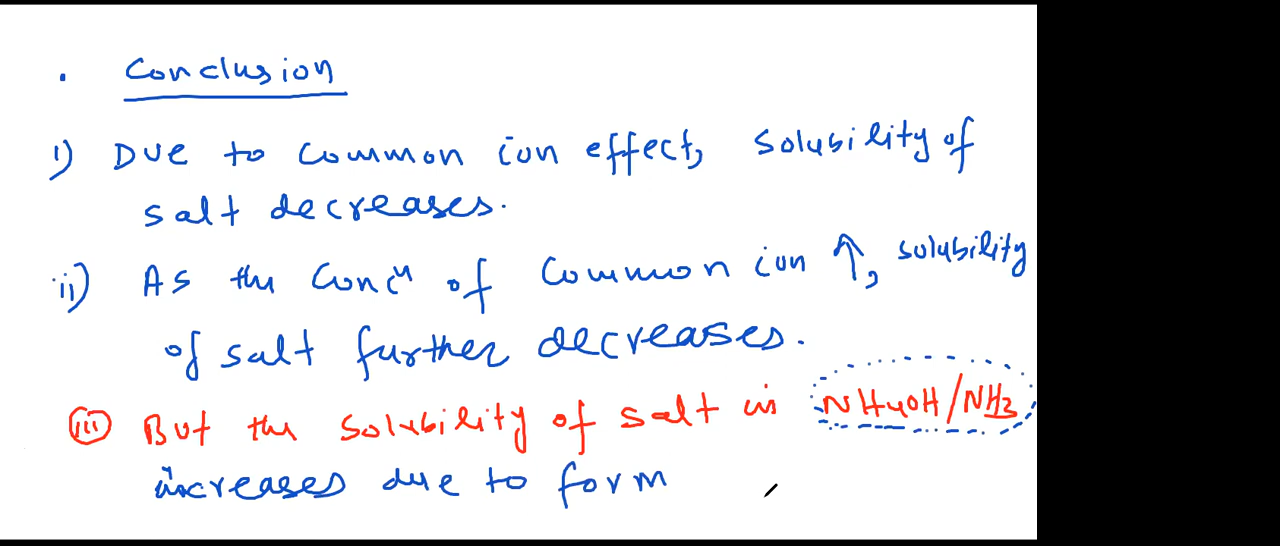 . Conclusion
i) Due to common ion effect, solubility of
salt decreases.
ii) As the Concn of common ion ↑, solubility
of salt further decreases.
(iii) But the solubility of salt in NH4OH/NH3
increases due to form